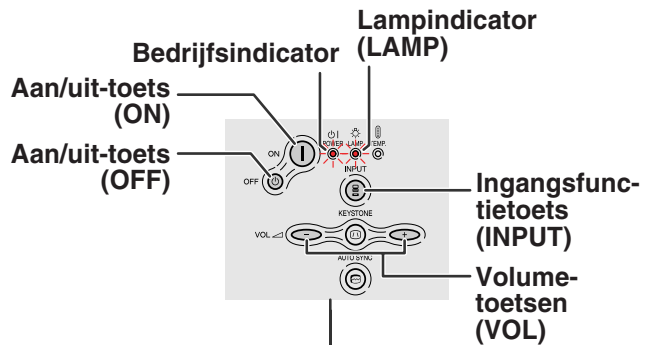 Lampindicator
(LAMP)
Bedrijfsindicator
Aan/uit-toets
(ON)
Aan/uit-toets
(OFF)
POWER LAMP TEMP.
ON
INPUT
OFF
KEYSTONE
VOL
AUTO SYNC
Ingangsfunc-
tietoets
(INPUT)
Volume-
toetsen
(VOL)